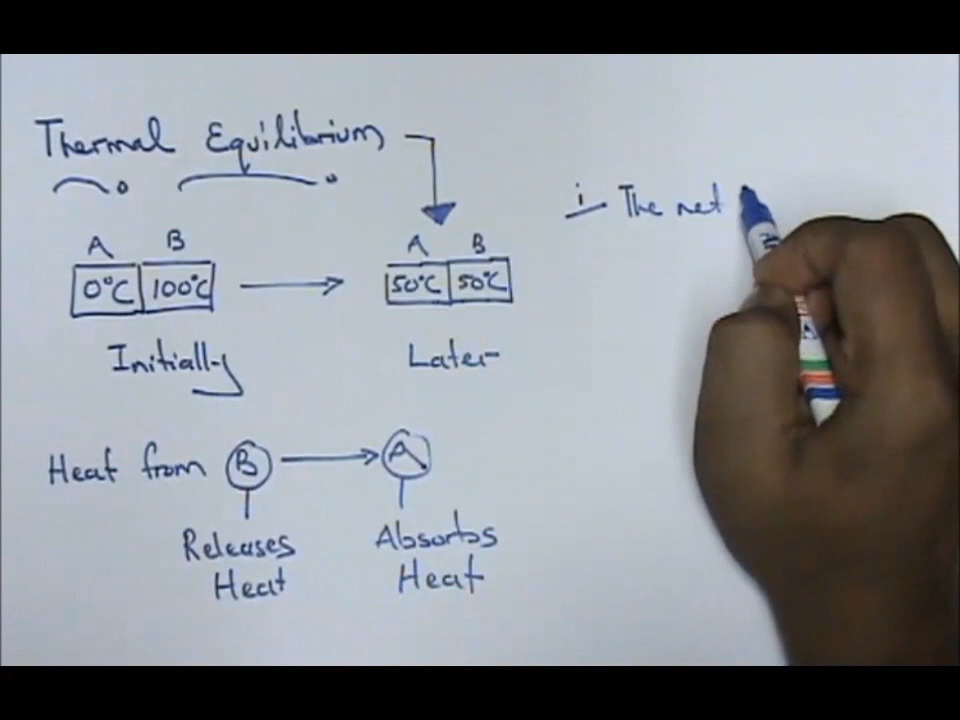 Thermal Equilibrium
A B A B
0°C 100°C 50°C 50°C
Initially Later
Heat from B A
Releases Heat
Absorbs Heat
i The net